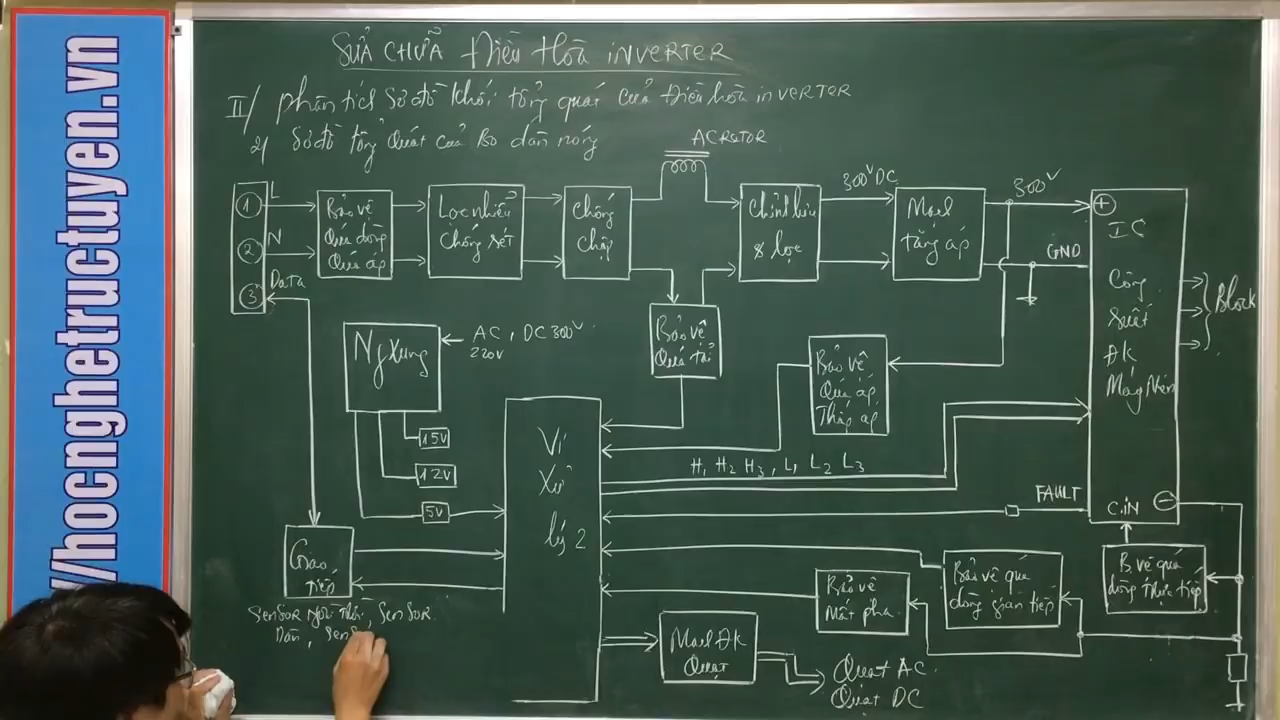 /hocnghetructuyen.vn
SỬA CHỮA Điều Hòa INVERTER
II/ phân tích Sơ đồ khối tổng quát của Điều hòa inVERTER
2/ Sơ đồ tổng Quát của Bo dàn nóng
ACRETOR
1
L
2
N
3
Data
Bảo vệ
Quá dòng
Quá áp
Lọc nhiễu
Chống sét
Chống
chập
Chỉnh lưu
& lọc
300V DC
Mạch
tăng áp
300V
GND
+
IC
Công
suất
ĐK
Máy Nén
Block
Bảo vệ
Quá tải
Ng Xung
AC, DC 300V
220V
15V
12V
5V
Bảo vệ
Quá áp,
Thấp áp
Vi
Xử
lý 2
H1 H2 H3, L1 L2 L3
FAULT
C.iN
−
Giao
tiếp
Bảo vệ
Mất pha
Bảo vệ quá
dòng gián tiếp
B.vệ quá
dòng trực tiếp
SenSoR ngoài trời, SenSoR
Dàn, Sens
Mạch ĐK
Quạt
Quạt AC
Quạt DC